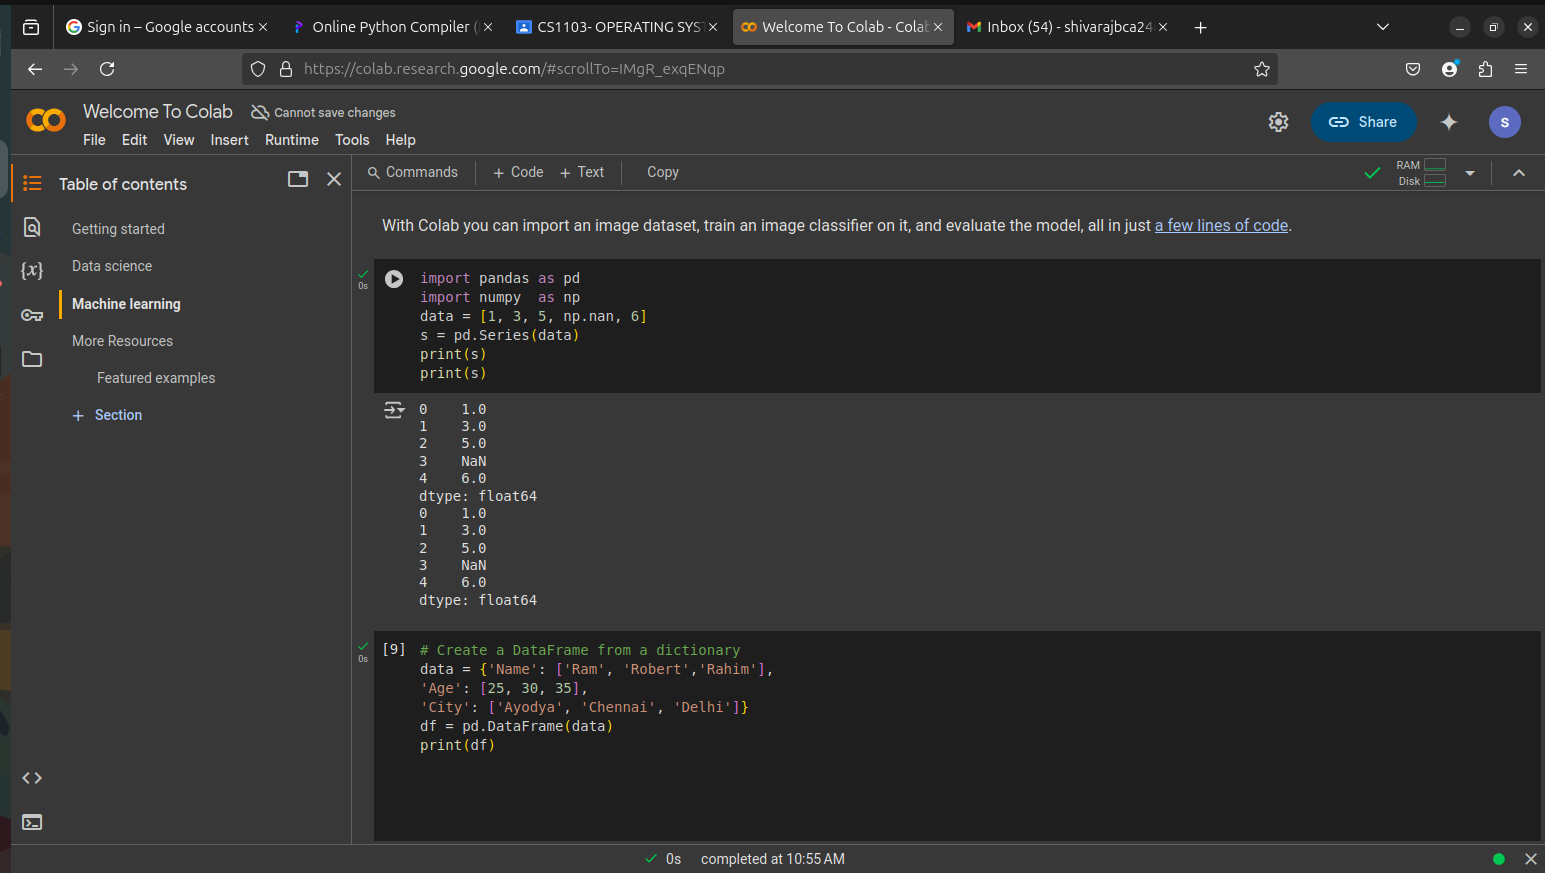 Sign in – Google accounts
Online Python Compiler (
CS1103- OPERATING SYST
Welcome To Colab - Colab
Inbox (54) - shivarajbca24
https://colab.research.google.com/#scrollTo=IMgR_exqENqp
Welcome To Colab
Cannot save changes
File Edit View Insert Runtime Tools Help
Share
s
Table of contents
Getting started
Data science
Machine learning
More Resources
Featured examples
+ Section
Commands + Code + Text Copy
RAM
Disk
With Colab you can import an image dataset, train an image classifier on it, and evaluate the model, all in just a few lines of code.
0s
import pandas as pd
import numpy  as np
data = [1, 3, 5, np.nan, 6]
s = pd.Series(data)
print(s)
print(s)
0    1.0
1    3.0
2    5.0
3    NaN
4    6.0
dtype: float64
0    1.0
1    3.0
2    5.0
3    NaN
4    6.0
dtype: float64
0s
[9] # Create a DataFrame from a dictionary
data = {'Name': ['Ram', 'Robert','Rahim'],
'Age': [25, 30, 35],
'City': ['Ayodya', 'Chennai', 'Delhi']}
df = pd.DataFrame(data)
print(df)
0s completed at 10:55 AM